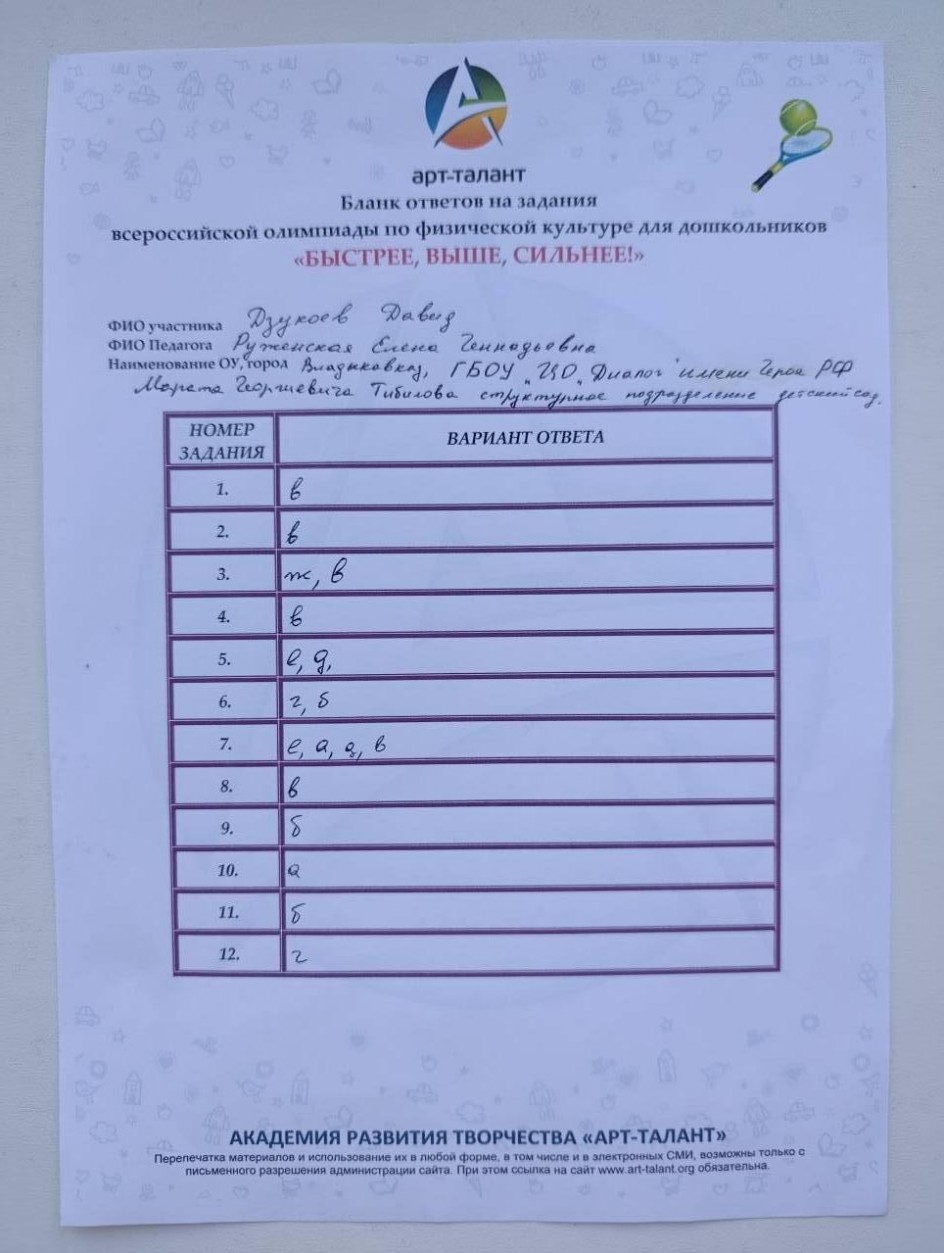 арт-талант
Бланк ответов на задания
всероссийской олимпиады по физической культуре для дошкольников
«БЫСТРЕЕ, ВЫШЕ, СИЛЬНЕЕ!»
ФИО участника Дзукоев Давид
ФИО Педагога Руженская Елена Геннадьевна
Наименование ОУ, город Владикавказ, ГБОУ „ЦО „Диалог" имени Героя РФ
Марата Георгиевича Тибилова структурное подразделение детский сад.
НОМЕР ЗАДАНИЯ ВАРИАНТ ОТВЕТА
1. в
2. в
3. ж, в
4. в
5. е, д,
6. г, б
7. е, а, д, в
8. в
9. б
10. а
11. б
12. г
АКАДЕМИЯ РАЗВИТИЯ ТВОРЧЕСТВА «АРТ-ТАЛАНТ»
Перепечатка материалов и использование их в любой форме, в том числе и в электронных СМИ, возможны только с
письменного разрешения администрации сайта. При этом ссылка на сайт www.art-talant.org обязательна.